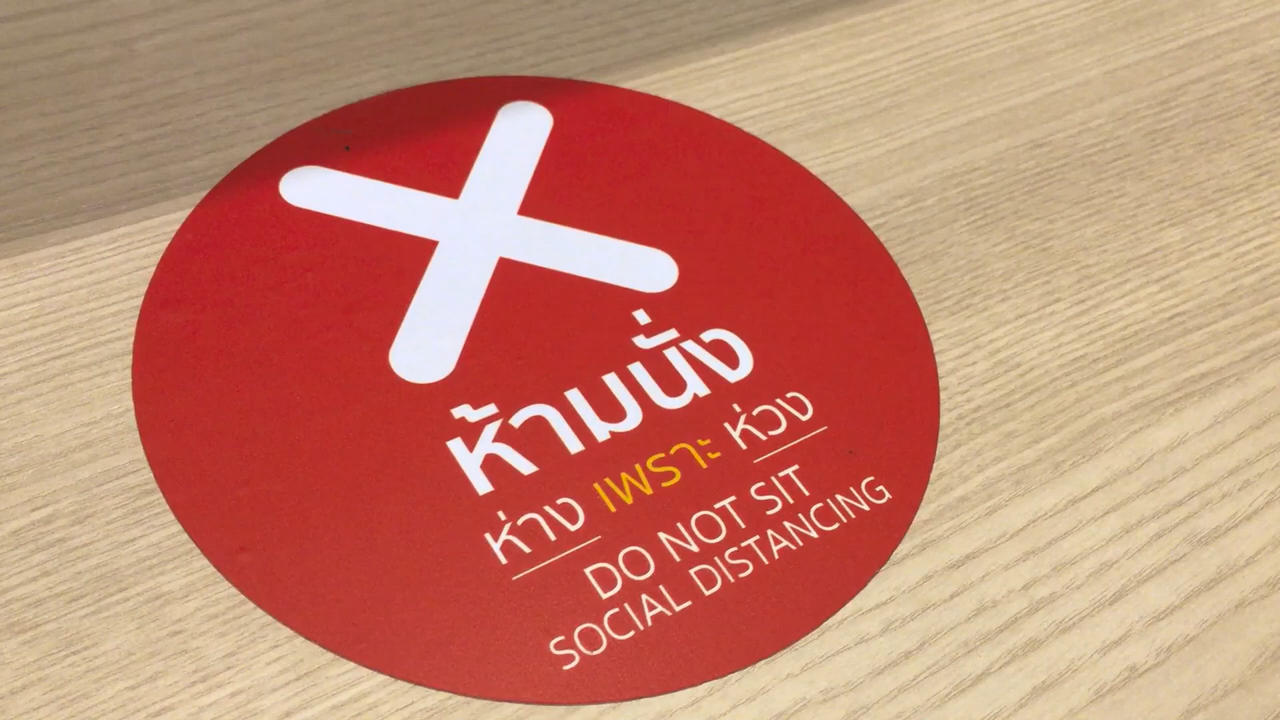 ห้ามนั่ง
ห่าง เพราะ ห่วง
DO NOT SIT
SOCIAL DISTANCING